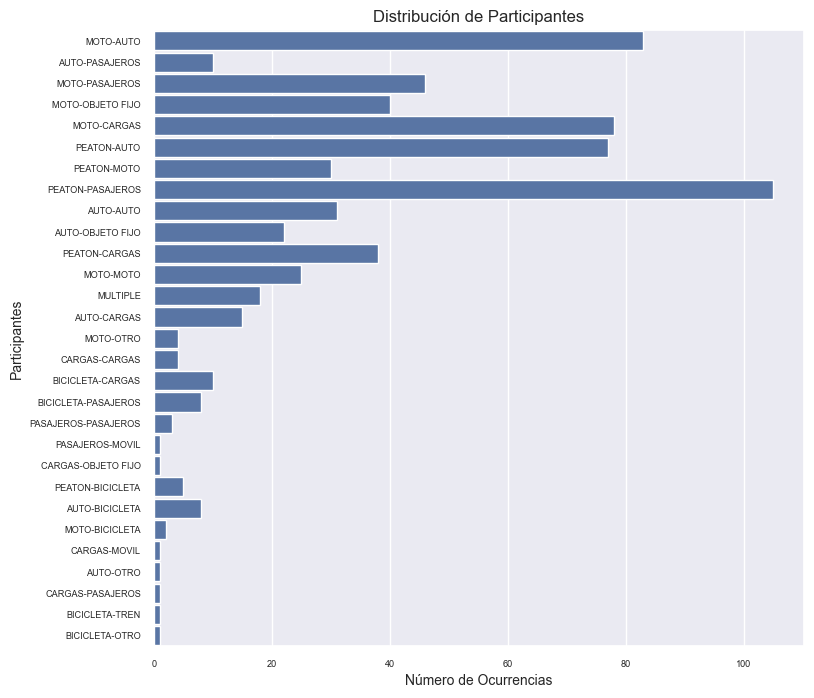 Distribución de Participantes
Participantes
MOTO-AUTO
AUTO-PASAJEROS
MOTO-PASAJEROS
MOTO-OBJETO FIJO
MOTO-CARGAS
PEATON-AUTO
PEATON-MOTO
PEATON-PASAJEROS
AUTO-AUTO
AUTO-OBJETO FIJO
PEATON-CARGAS
MOTO-MOTO
MULTIPLE
AUTO-CARGAS
MOTO-OTRO
CARGAS-CARGAS
BICICLETA-CARGAS
BICICLETA-PASAJEROS
PASAJEROS-PASAJEROS
PASAJEROS-MOVIL
CARGAS-OBJETO FIJO
PEATON-BICICLETA
AUTO-BICICLETA
MOTO-BICICLETA
CARGAS-MOVIL
AUTO-OTRO
CARGAS-PASAJEROS
BICICLETA-TREN
BICICLETA-OTRO
0 20 40 60 80 100
Número de Ocurrencias